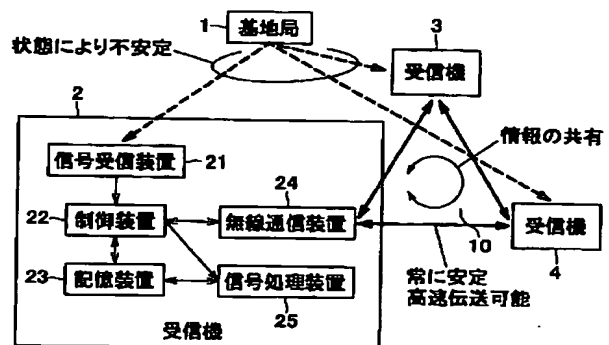 1
基地局
3
状態により不安定
受信機
2
情報の共有
信号受信装置
21
24
22
制御装置
無線通信装置
10
受信機
4
23
記憶装置
信号処理装置
25
常に安定
高速伝送可能
受信機